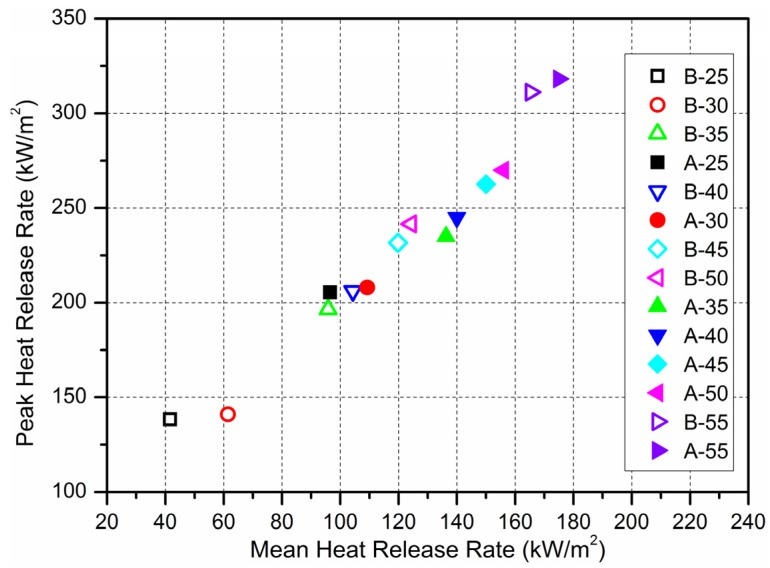 350
300
250
200
150
100
20 40 60 80 100 120 140 160 180 200 220 240
Peak Heat Release Rate (kW/m²)
Mean Heat Release Rate (kW/m²)
B-25
B-30
B-35
A-25
B-40
A-30
B-45
B-50
A-35
A-40
A-45
A-50
B-55
A-55